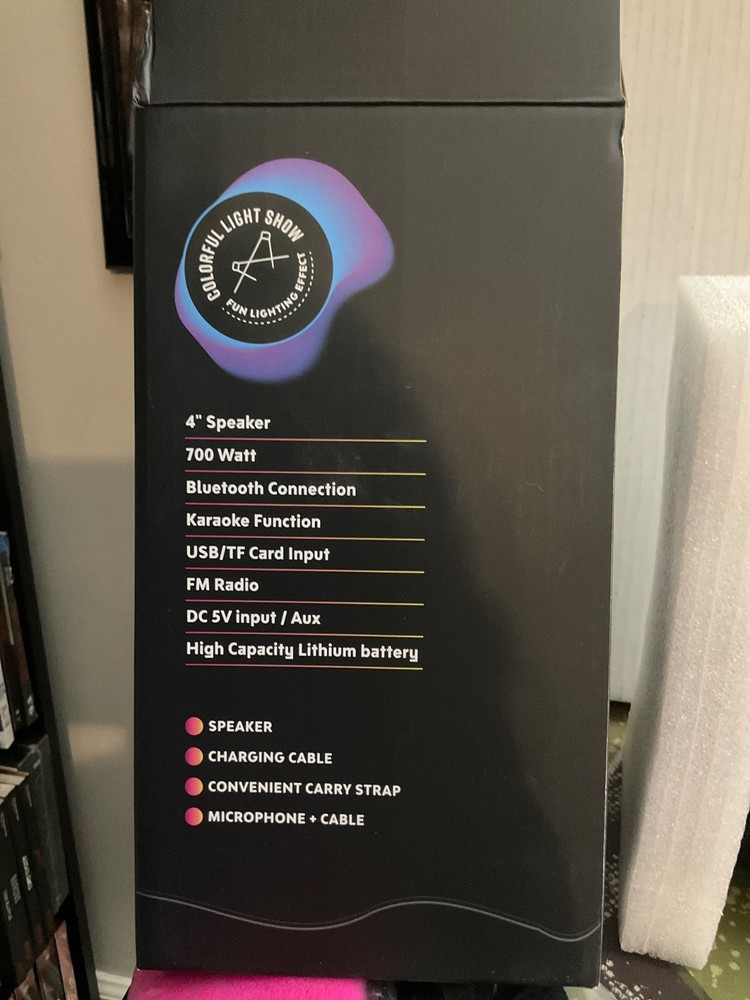 COLORFUL LIGHT SHOW
FUN LIGHTING EFFECT
4" Speaker
700 Watt
Bluetooth Connection
Karaoke Function
USB/TF Card Input
FM Radio
DC 5V input / Aux
High Capacity Lithium battery
SPEAKER
CHARGING CABLE
CONVENIENT CARRY STRAP
MICROPHONE + CABLE